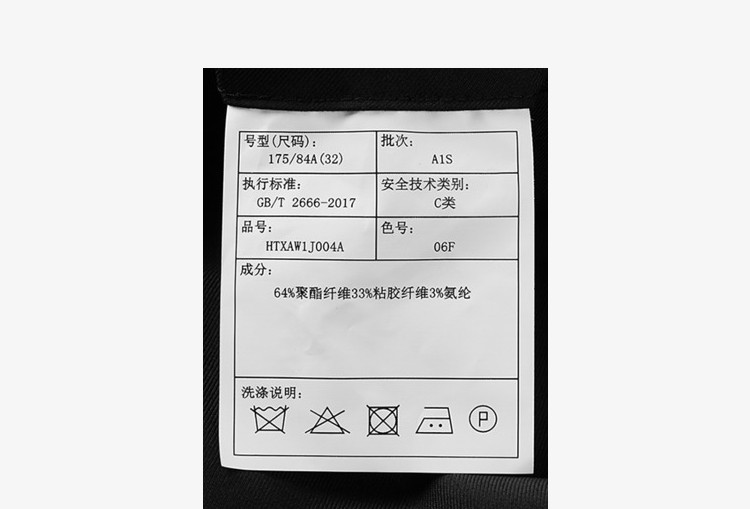 号型(尺码):
175/84A(32)
批次:
A1S
执行标准:
GB/T 2666-2017
安全技术类别:
C类
品号:
HTXAW1J004A
色号:
06F
成分:
64%聚酯纤维33%粘胶纤维3%氨纶
洗涤说明:
P